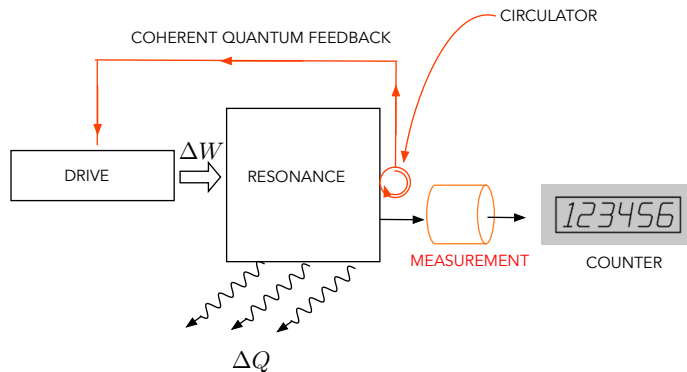 CIRCULATOR
COHERENT QUANTUM FEEDBACK
ΔW
DRIVE
RESONANCE
123456
MEASUREMENT
COUNTER
ΔQ